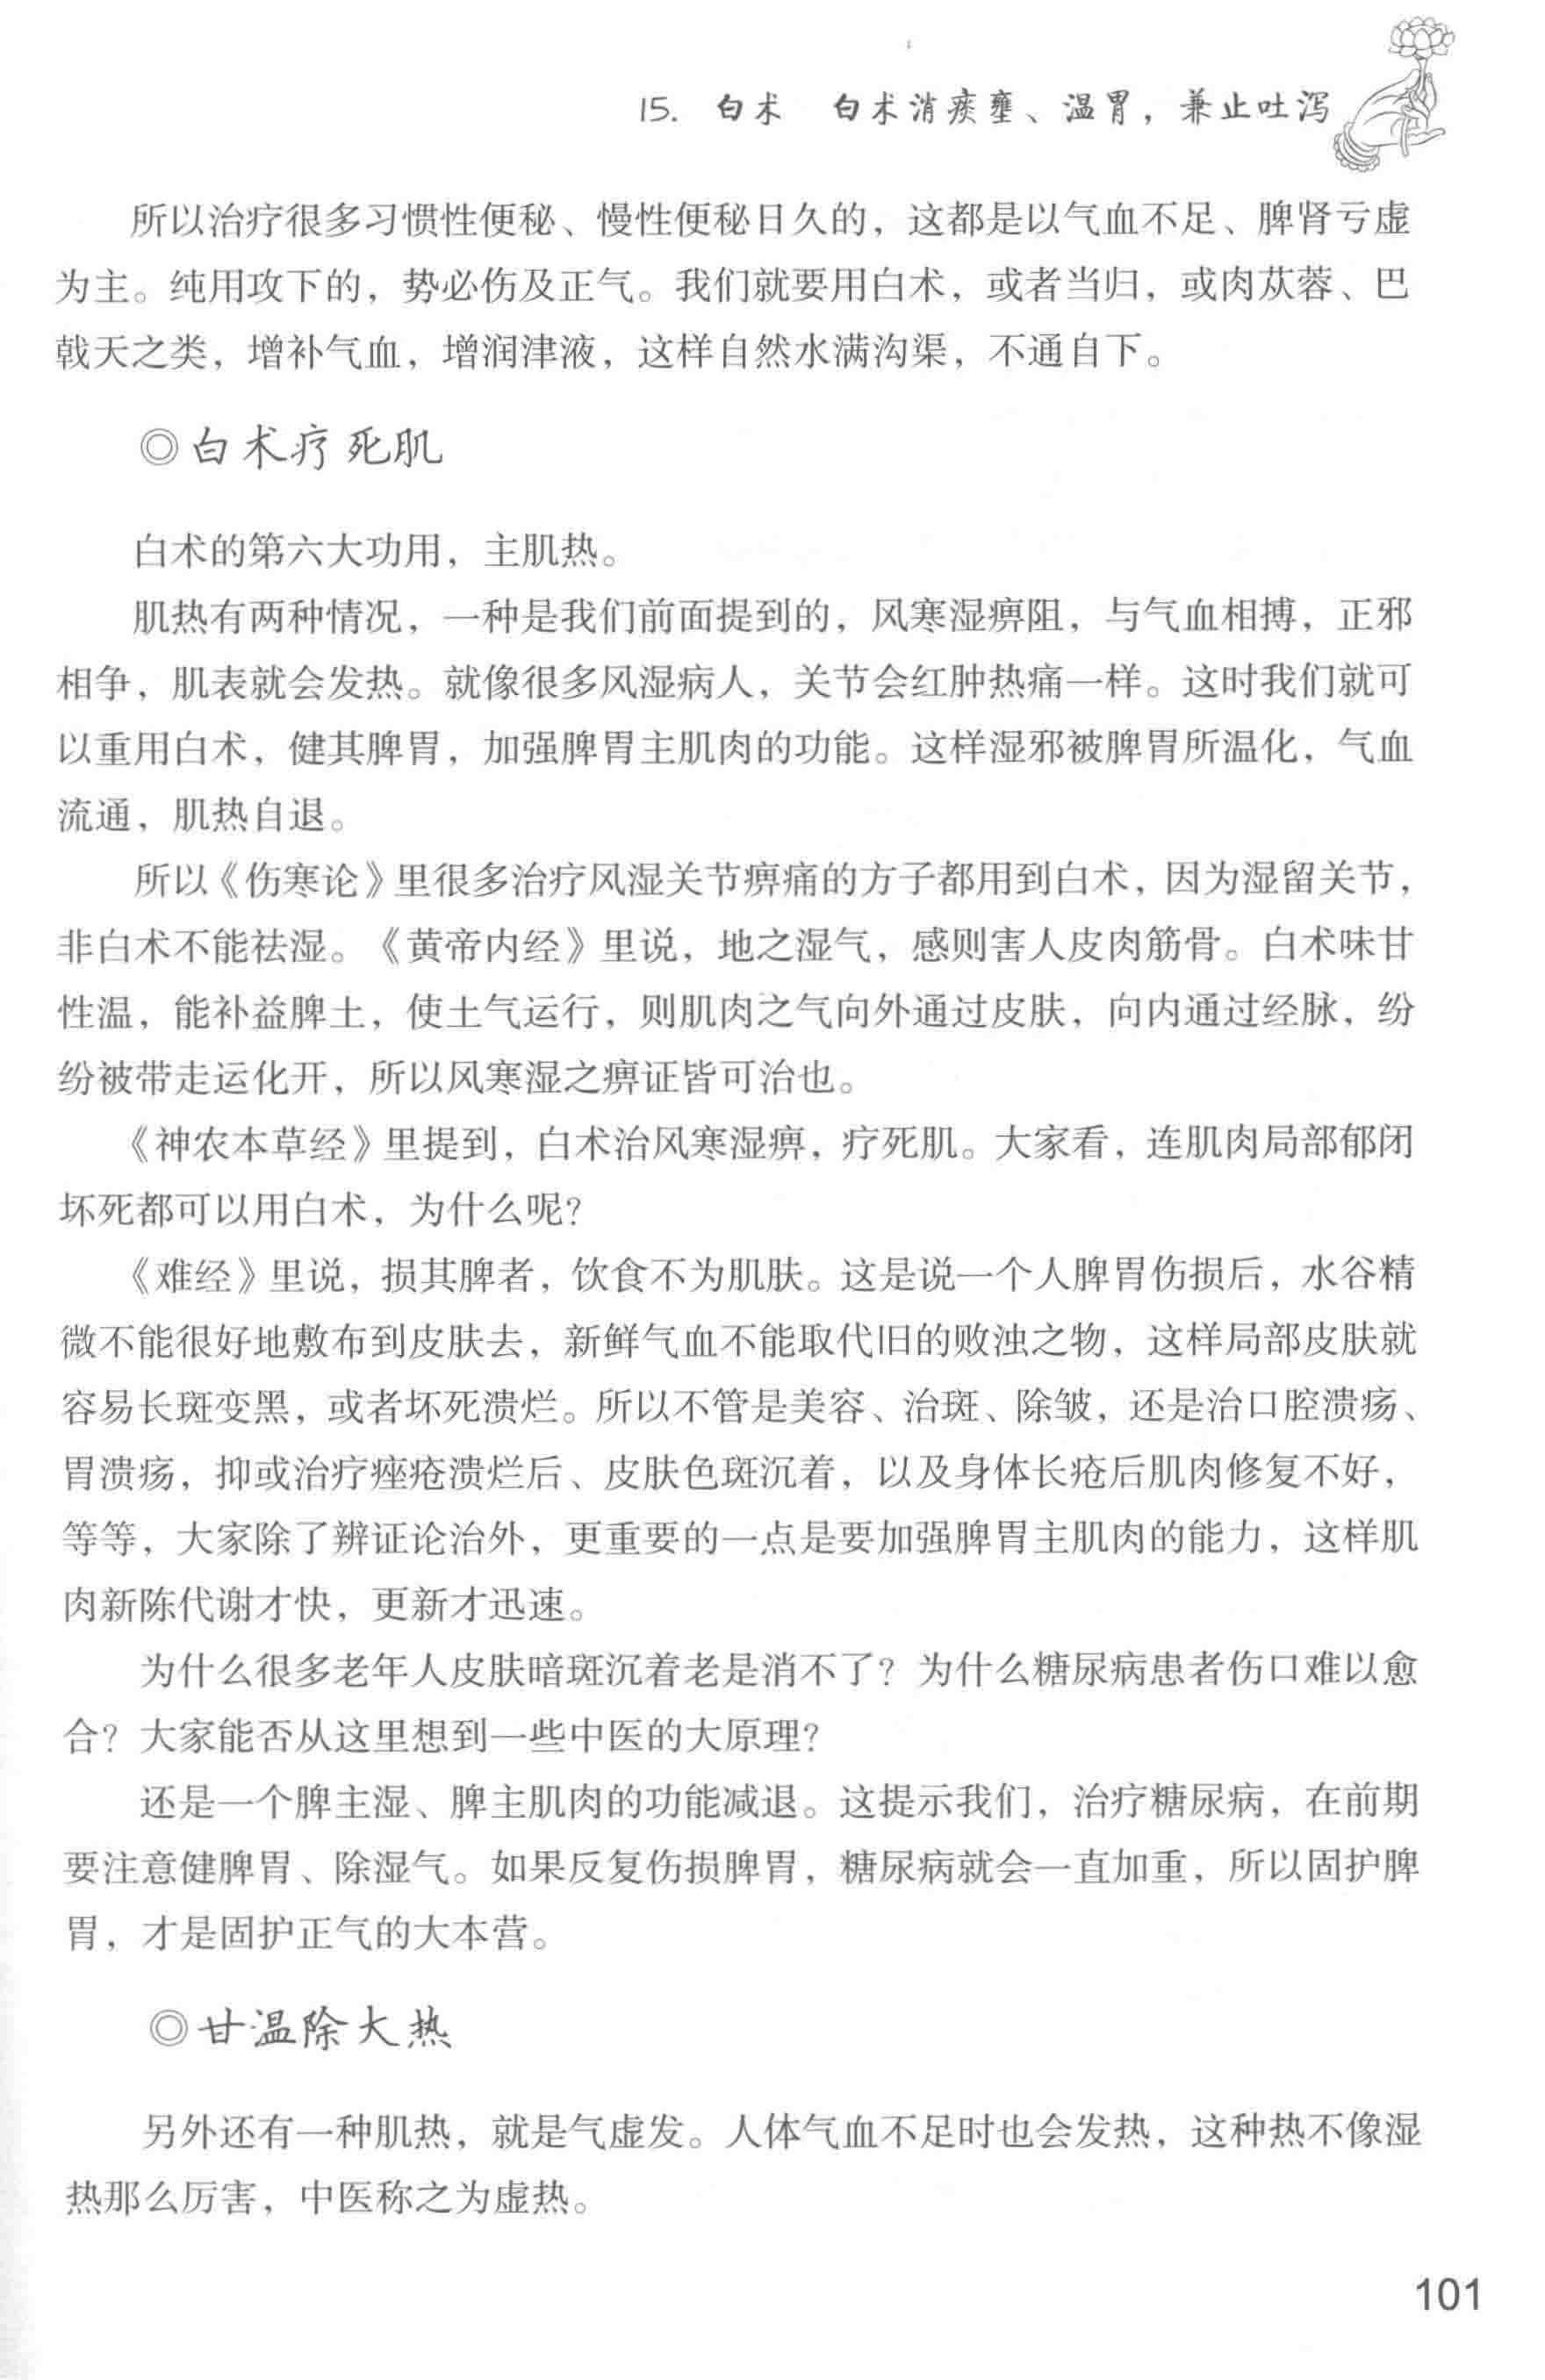 15. 白术 白术消痰壅、温胃，兼止吐泻
所以治疗很多习惯性便秘、慢性便秘日久的，这都是以气血不足、脾肾亏虚
为主。纯用攻下的，势必伤及正气。我们就要用白术，或者当归，或肉苁蓉、巴
戟天之类，增补气血，增润津液，这样自然水满沟渠，不通自下。
◎白术疗死肌
白术的第六大功用，主肌热。
肌热有两种情况，一种是我们前面提到的，风寒湿痹阻，与气血相搏，正邪
相争，肌表就会发热。就像很多风湿病人，关节会红肿热痛一样。这时我们就可
以重用白术，健其脾胃，加强脾胃主肌肉的功能。这样湿邪被脾胃所温化，气血
流通，肌热自退。
所以《伤寒论》里很多治疗风湿关节痹痛的方子都用到白术，因为湿留关节，
非白术不能祛湿。《黄帝内经》里说，地之湿气，感则害人皮肉筋骨。白术味甘
性温，能补益脾土，使土气运行，则肌肉之气向外通过皮肤，向内通过经脉，纷
纷被带走运化开，所以风寒湿之痹证皆可治也。
《神农本草经》里提到，白术治风寒湿痹，疗死肌。大家看，连肌肉局部郁闭
坏死都可以用白术，为什么呢？
《难经》里说，损其脾者，饮食不为肌肤。这是说一个人脾胃伤损后，水谷精
微不能很好地敷布到皮肤去，新鲜气血不能取代旧的败浊之物，这样局部皮肤就
容易长斑变黑，或者坏死溃烂。所以不管是美容、治斑、除皱，还是治口腔溃疡、
胃溃疡，抑或治疗痤疮溃烂后、皮肤色斑沉着，以及身体长疮后肌肉修复不好，
等等，大家除了辨证论治外，更重要的一点是要加强脾胃主肌肉的能力，这样肌
肉新陈代谢才快，更新才迅速。
为什么很多老年人皮肤暗斑沉着老是消不了？为什么糖尿病患者伤口难以愈
合？大家能否从这里想到一些中医的大原理？
还是一个脾主湿、脾主肌肉的功能减退。这提示我们，治疗糖尿病，在前期
要注意健脾胃、除湿气。如果反复伤损脾胃，糖尿病就会一直加重，所以固护脾
胃，才是固护正气的大本营。
◎甘温除大热
另外还有一种肌热，就是气虚发。人体气血不足时也会发热，这种热不像湿
热那么厉害，中医称之为虚热。
101